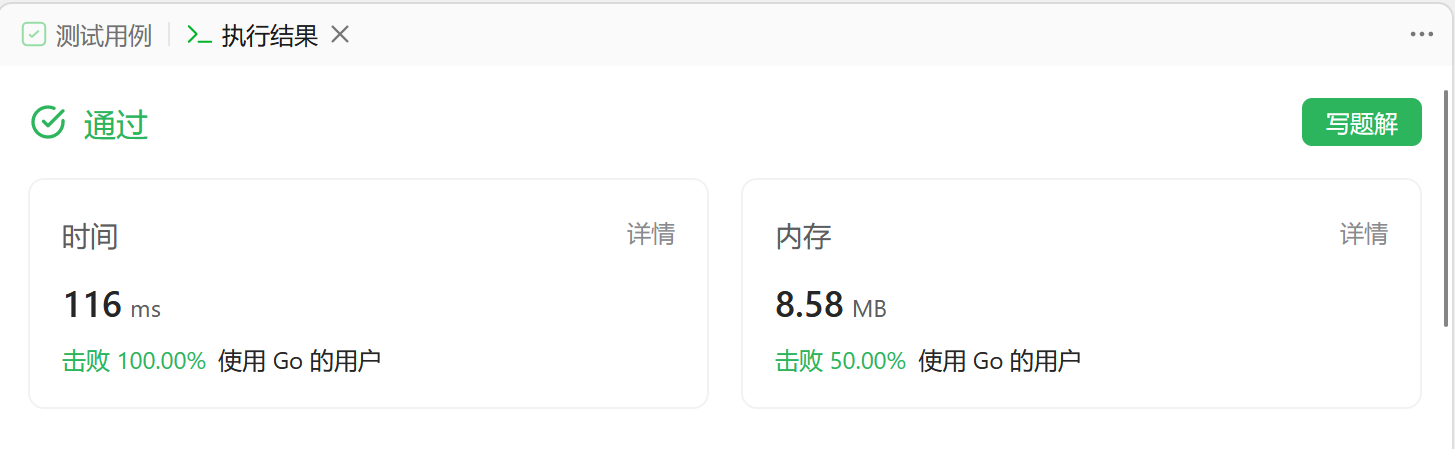 测试用例 执行结果
通过 写题解
时间 详情
116 ms
击败 100.00% 使用 Go 的用户
内存 详情
8.58 MB
击败 50.00% 使用 Go 的用户